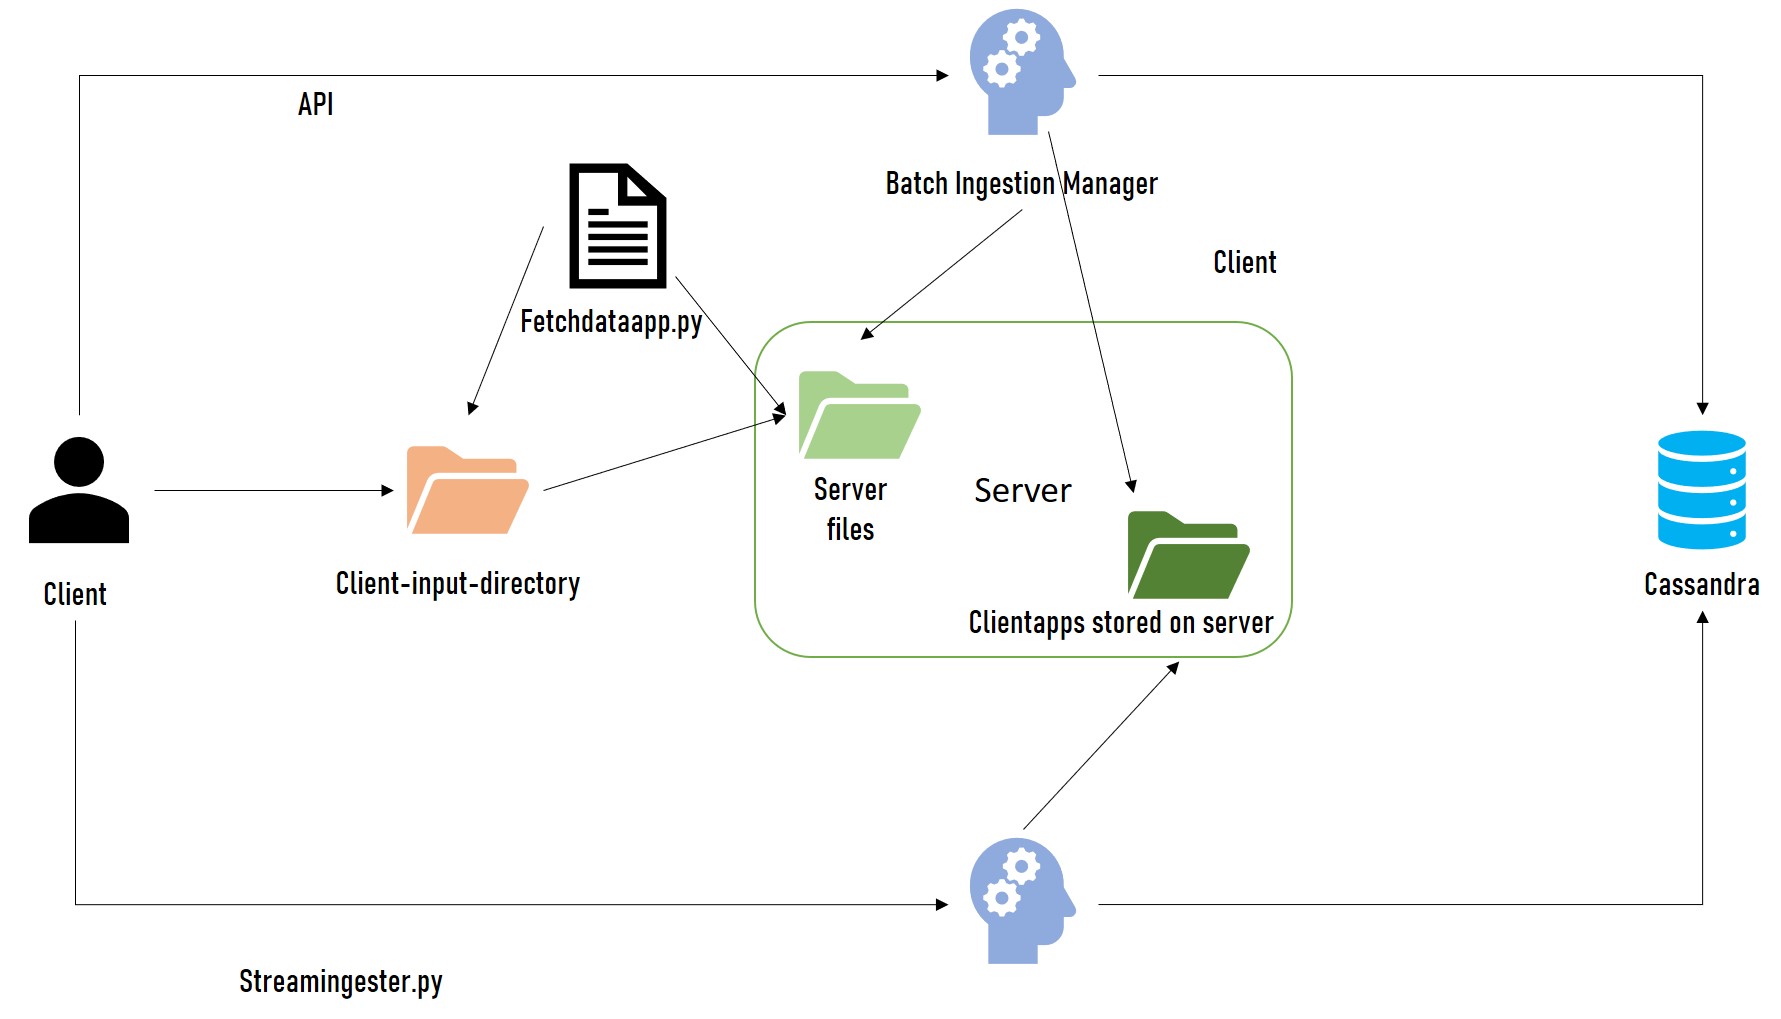 API
Batch Ingestion Manager
Client
Fetchdataapp.py
Server
files
Server
Client-input-directory
Client
Cassandra
Clientapps stored on server
Streamingester.py